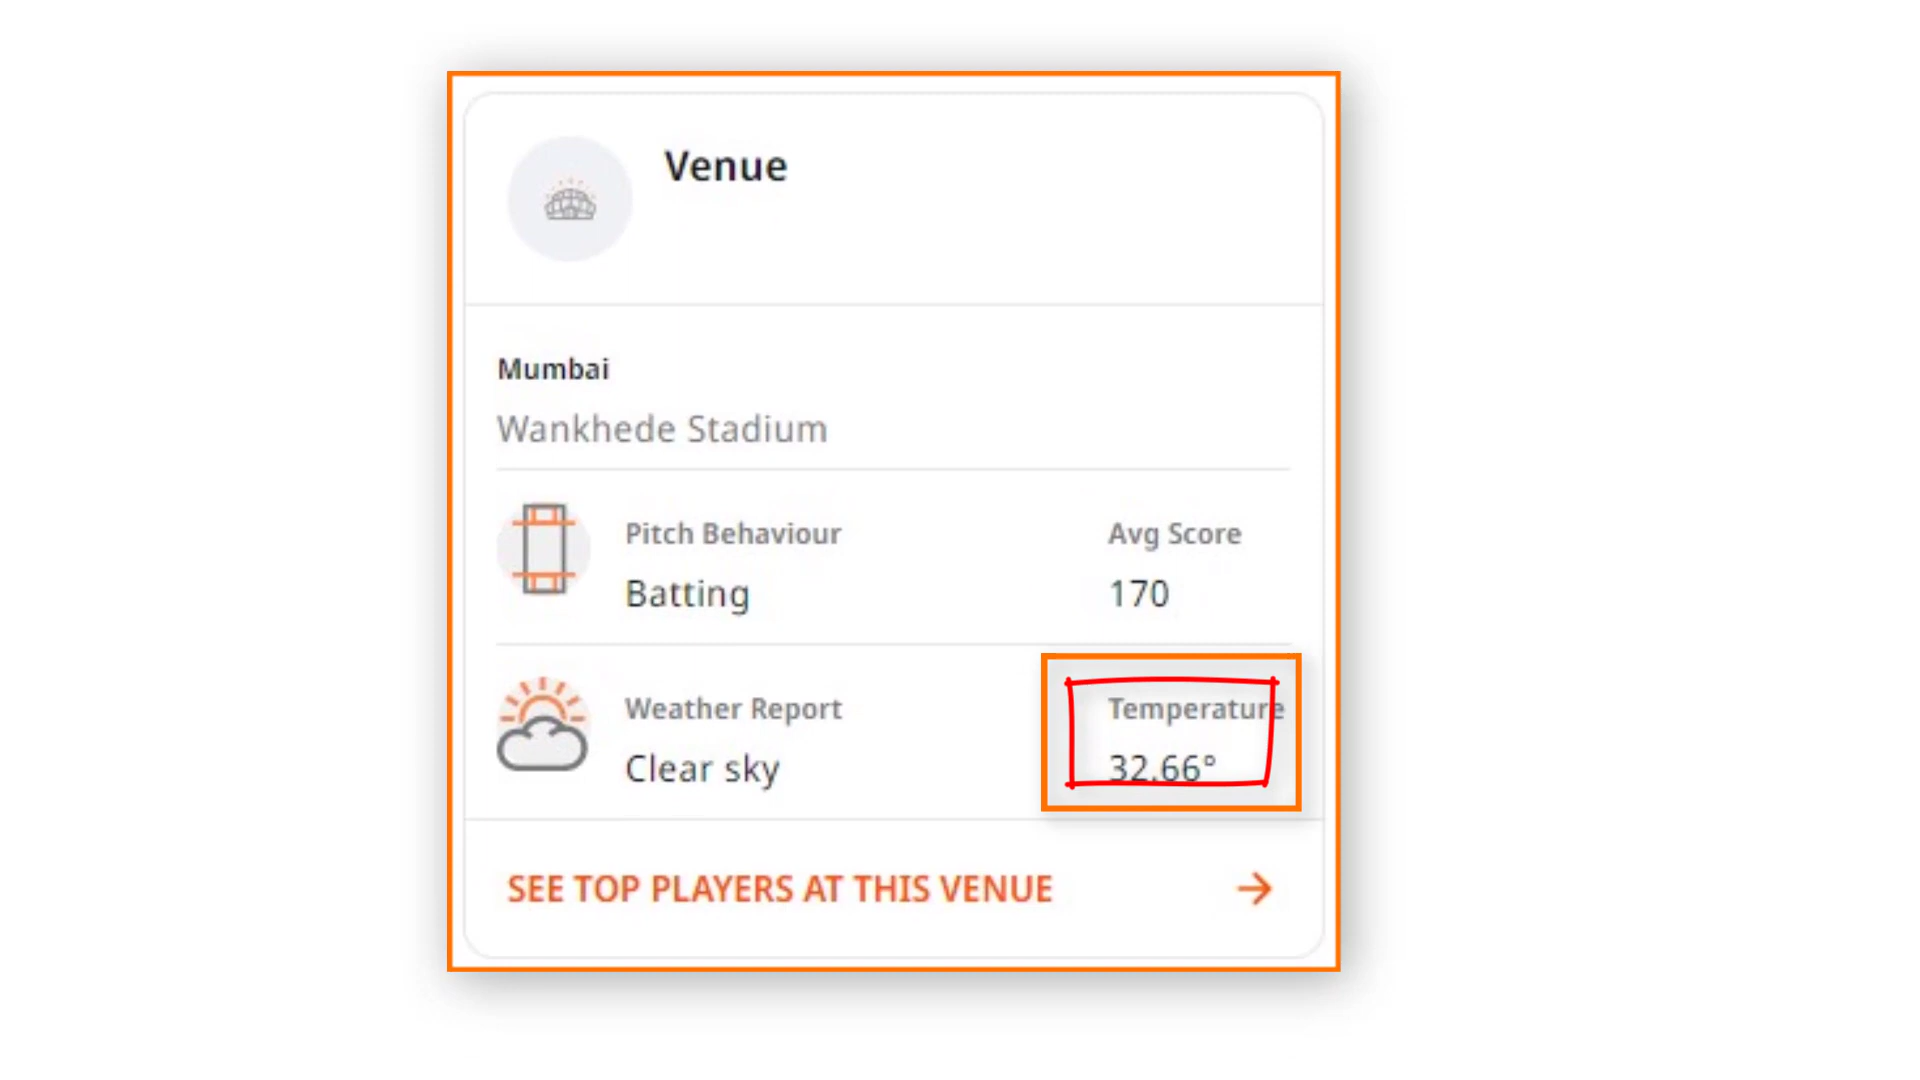 Venue
Mumbai
Wankhede Stadium
Pitch Behaviour
Avg Score
Batting
170
Weather Report
Temperature
Clear sky
32.66°
SEE TOP PLAYERS AT THIS VENUE